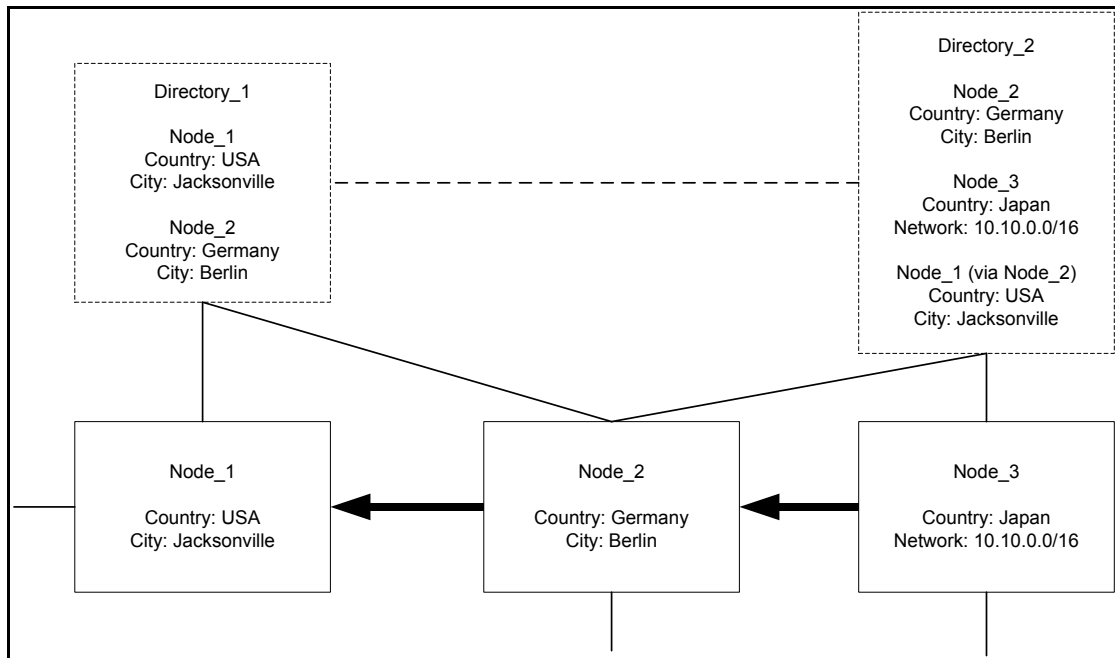 Directory_1
Node_1
Country: USA
City: Jacksonville
Node_2
Country: Germany
City: Berlin
Directory_2
Node_2
Country: Germany
City: Berlin
Node_3
Country: Japan
Network: 10.10.0.0/16
Node_1 (via Node_2)
Country: USA
City: Jacksonville
Node_1
Country: USA
City: Jacksonville
Node_2
Country: Germany
City: Berlin
Node_3
Country: Japan
Network: 10.10.0.0/16